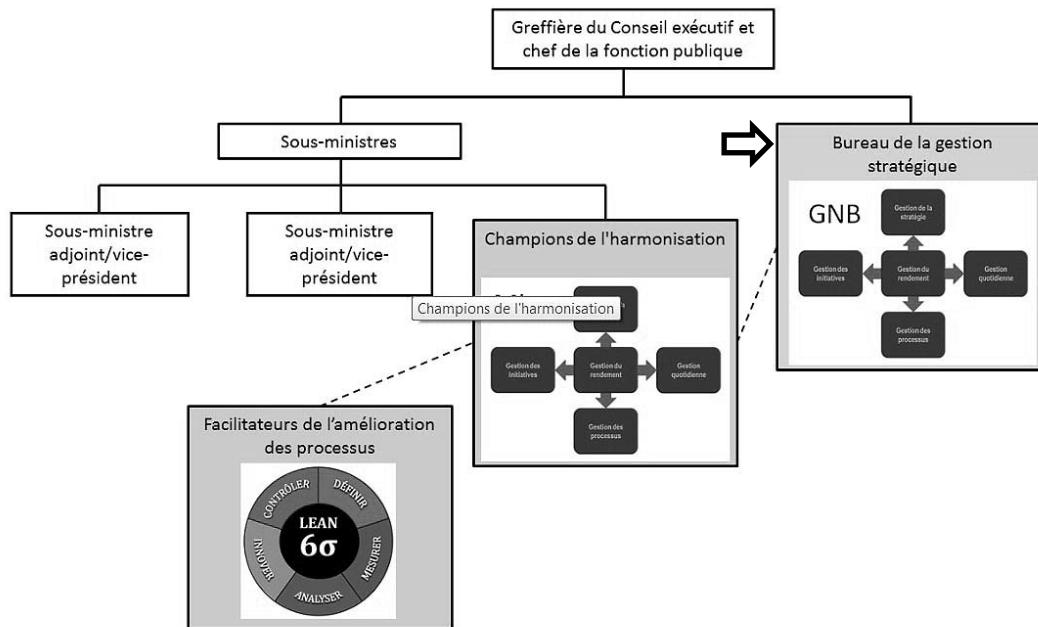 Greffière du Conseil exécutif et
chef de la fonction publique
Sous-ministres
Bureau de la gestion
stratégique
GNB
Gestion de la
stratégie
Gestion des
initiatives
Gestion du
rendement
Gestion
quotidienne
Gestion des
processus
Sous-ministre
adjoint/vice-
président
Sous-ministre
adjoint/vice-
président
Champions de l'harmonisation
Champions de l'harmonisation
Gestion des
initiatives
Gestion du
rendement
Gestion
quotidienne
Gestion des
processus
Facilitateurs de l'amélioration
des processus
CONTRÔLER
DÉFINIR
MESURER
ANALYSER
INNOVER
LEAN
6σ